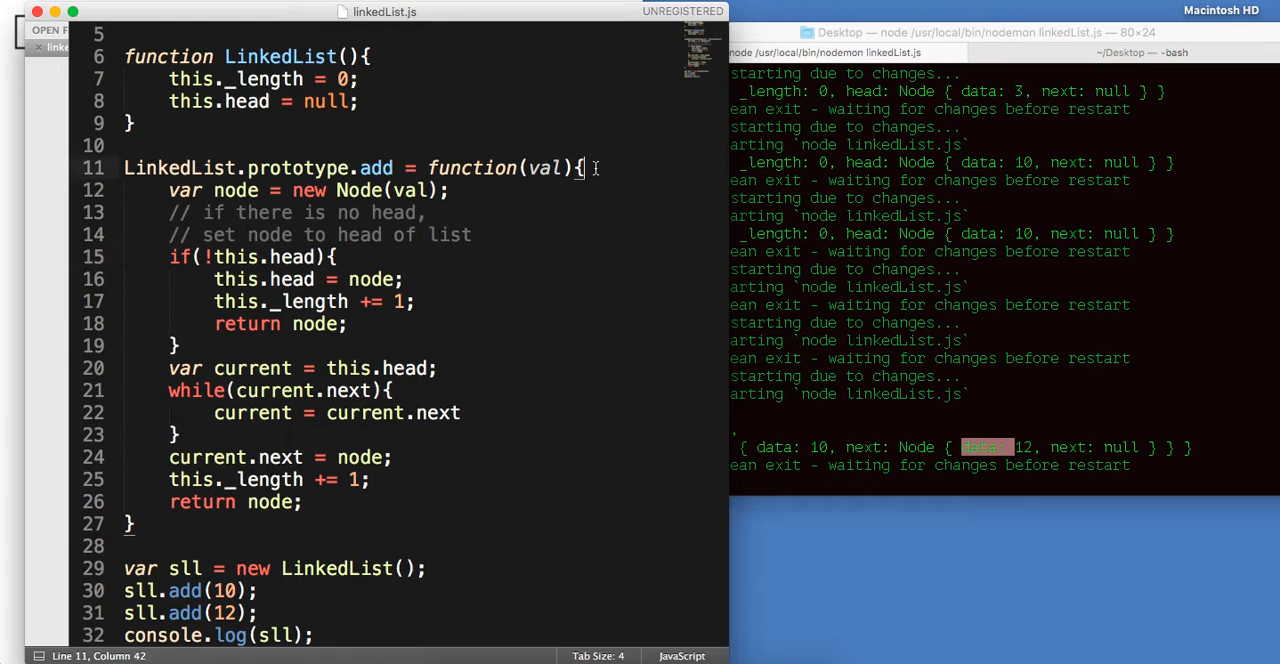 linkedList.js
UNREGISTERED
OPEN F
linke
5
6 function LinkedList(){
7 this._length = 0;
8 this.head = null;
9 }
10
11 LinkedList.prototype.add = function(val){
12 var node = new Node(val);
13 // if there is no head,
14 // set node to head of list
15 if(!this.head){
16 this.head = node;
17 this._length += 1;
18 return node;
19 }
20 var current = this.head;
21 while(current.next){
22 current = current.next
23 }
24 current.next = node;
25 this._length += 1;
26 return node;
27 }
28
29 var sll = new LinkedList();
30 sll.add(10);
31 sll.add(12);
32 console.log(sll);
Line 11, Column 42
Tab Size: 4
JavaScript
Macintosh HD
Desktop — node /usr/local/bin/nodemon linkedList.js — 80×24
node /usr/local/bin/nodemon linkedList.js
~/Desktop — -bash
starting due to changes...
_length: 0, head: Node { data: 3, next: null } }
ean exit - waiting for changes before restart
starting due to changes...
arting `node linkedList.js`
_length: 0, head: Node { data: 10, next: null } }
ean exit - waiting for changes before restart
starting due to changes...
arting `node linkedList.js`
_length: 0, head: Node { data: 10, next: null } }
ean exit - waiting for changes before restart
starting due to changes...
arting `node linkedList.js`
ean exit - waiting for changes before restart
starting due to changes...
arting `node linkedList.js`
ean exit - waiting for changes before restart
starting due to changes...
arting `node linkedList.js`
,
{ data: 10, next: Node { data: 12, next: null } } }
ean exit - waiting for changes before restart